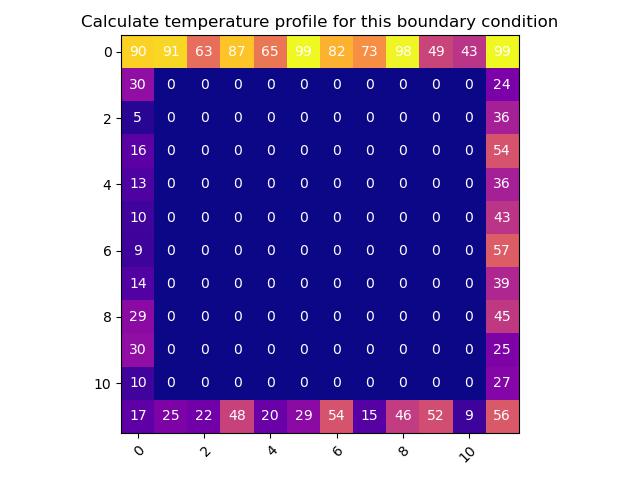 Calculate temperature profile for this boundary condition
0 90 91 63 87 65 99 82 73 98 49 43 99
30 0 0 0 0 0 0 0 0 0 0 24
2 5 0 0 0 0 0 0 0 0 0 0 36
16 0 0 0 0 0 0 0 0 0 0 54
4 13 0 0 0 0 0 0 0 0 0 0 36
10 0 0 0 0 0 0 0 0 0 0 43
6 9 0 0 0 0 0 0 0 0 0 0 57
14 0 0 0 0 0 0 0 0 0 0 39
8 29 0 0 0 0 0 0 0 0 0 0 45
30 0 0 0 0 0 0 0 0 0 0 25
10 10 0 0 0 0 0 0 0 0 0 0 27
17 25 22 48 20 29 54 15 46 52 9 56
0 2 4 6 8 10